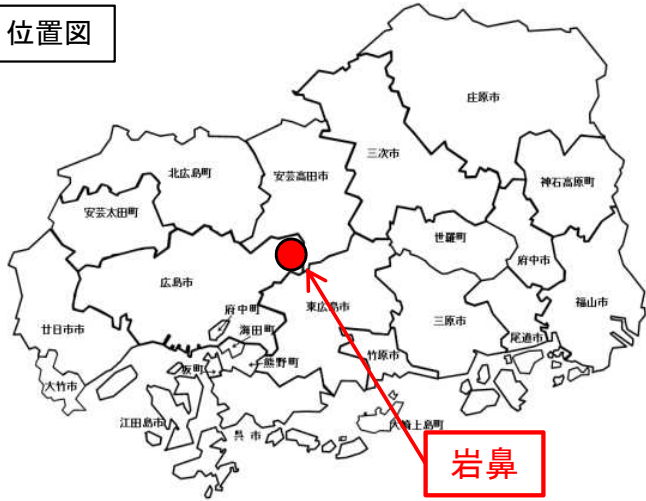 位置図
庄原市
三次市
北広島町
安芸高田市
神石高原町
安芸太田町
世羅町
府中市
広島市
東広島市
福山市
府中町
三原市
廿日市市
海田町
尾道市
竹原市
熊野町
坂町
大竹市
江田島市
大崎上島町
呉市
岩鼻